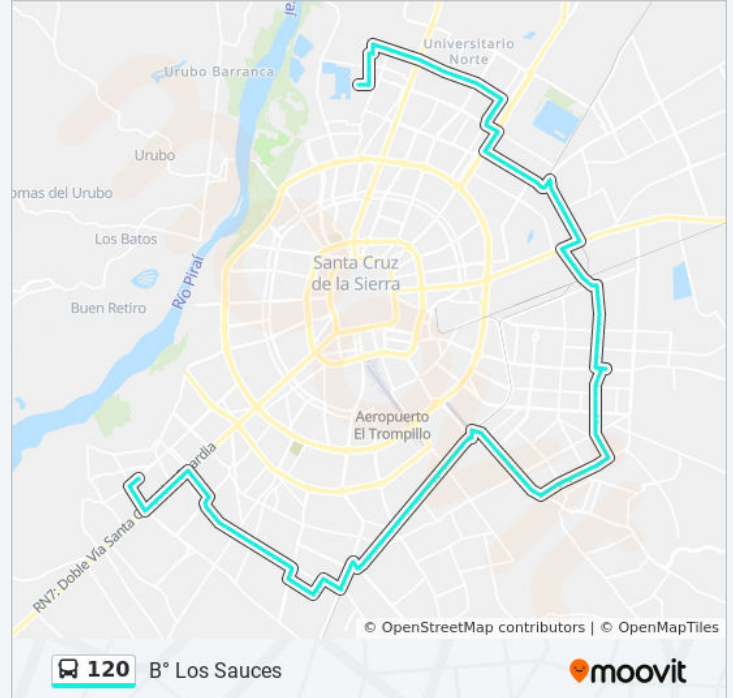 raí
Universitario
Norte
Urubo Barranca
Urubo
omas del Urubo
Los Batos
Río Piraí
Santa Cruz
de la Sierra
Buen Retiro
Aeropuerto
El Trompillo
ardia
RN7: Doble Vía Santa C
© OpenStreetMap contributors | © OpenMapTiles
120 B° Los Sauces
moovit